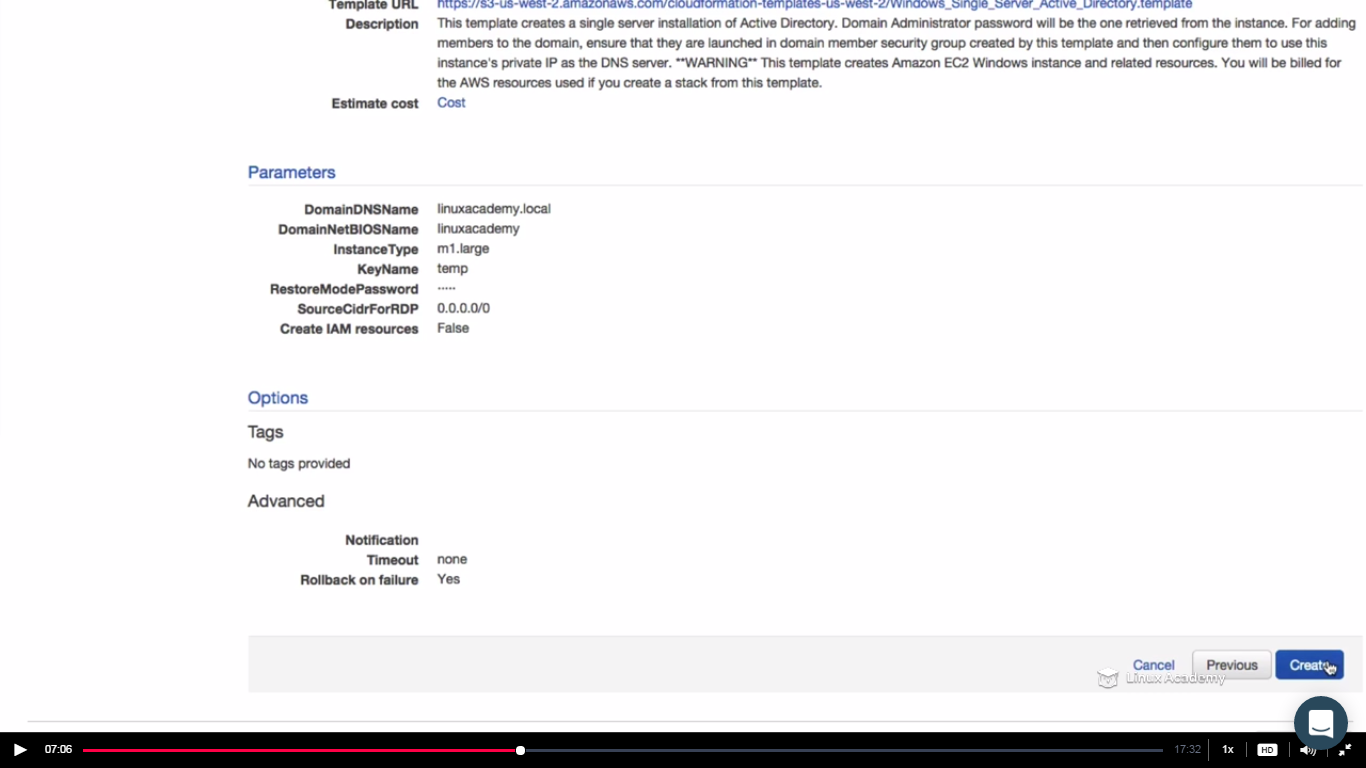 Template URL https://s3-us-west-2.amazonaws.com/cloudformation-templates-us-west-2/Windows_Single_Server_Active_Directory.template
Description This template creates a single server installation of Active Directory. Domain Administrator password will be the one retrieved from the instance. For adding
members to the domain, ensure that they are launched in domain member security group created by this template and then configure them to use this
instance's private IP as the DNS server. **WARNING** This template creates Amazon EC2 Windows instance and related resources. You will be billed for
the AWS resources used if you create a stack from this template.
Estimate cost Cost
Parameters
DomainDNSName linuxacademy.local
DomainNetBIOSName linuxacademy
InstanceType m1.large
KeyName temp
RestoreModePassword •••••
SourceCidrForRDP 0.0.0.0/0
Create IAM resources False
Options
Tags
No tags provided
Advanced
Notification
Timeout none
Rollback on failure Yes
Cancel Previous Create
Linux Academy
07:06 17:32 1x HD